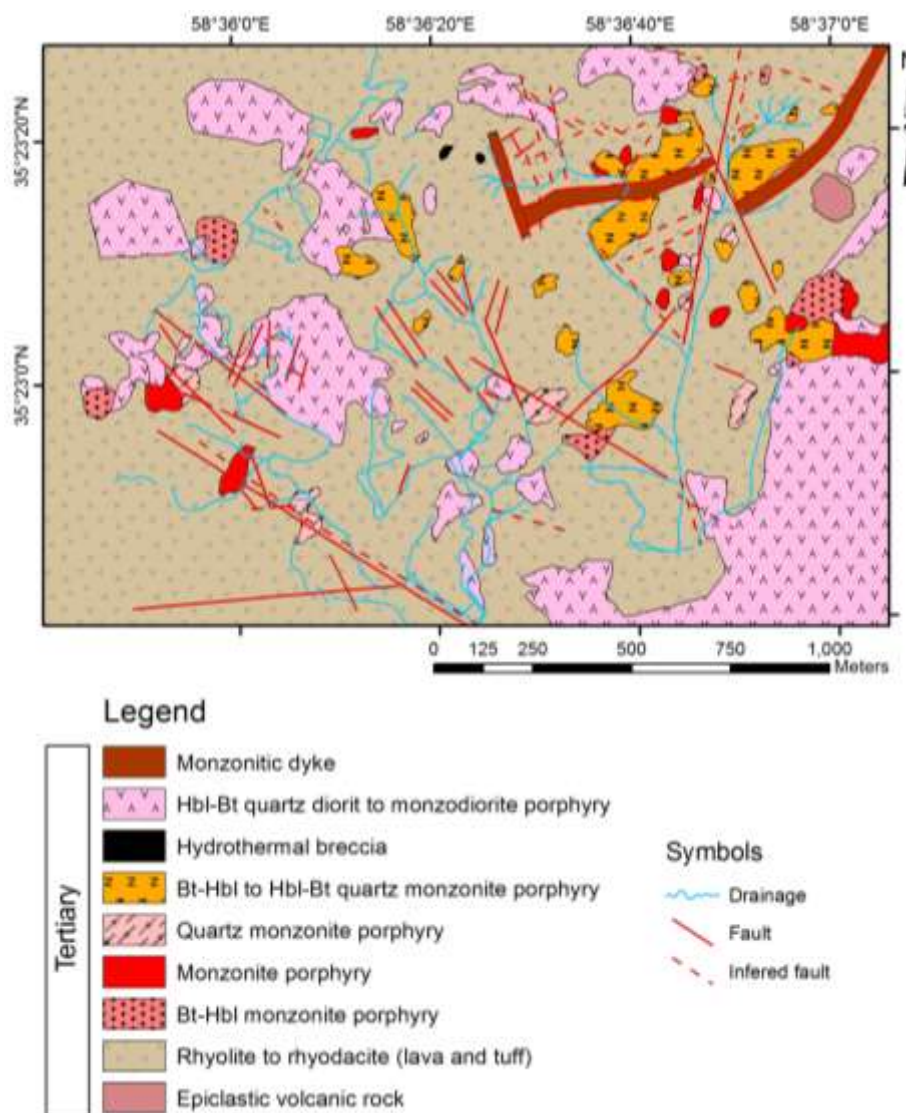 58°36'0"E 58°36'20"E 58°36'40"E 58°37'0"E
N
35°23'20"N
35°23'0"N
0 125 250 500 750 1,000
Meters
Legend
Tertiary
Monzonitic dyke
Hbl-Bt quartz diorit to monzodiorite porphyry
Hydrothermal breccia
Bt-Hbl to Hbl-Bt quartz monzonite porphyry
Quartz monzonite porphyry
Monzonite porphyry
Bt-Hbl monzonite porphyry
Rhyolite to rhyodacite (lava and tuff)
Epiclastic volcanic rock
Symbols
Drainage
Fault
Infered fault